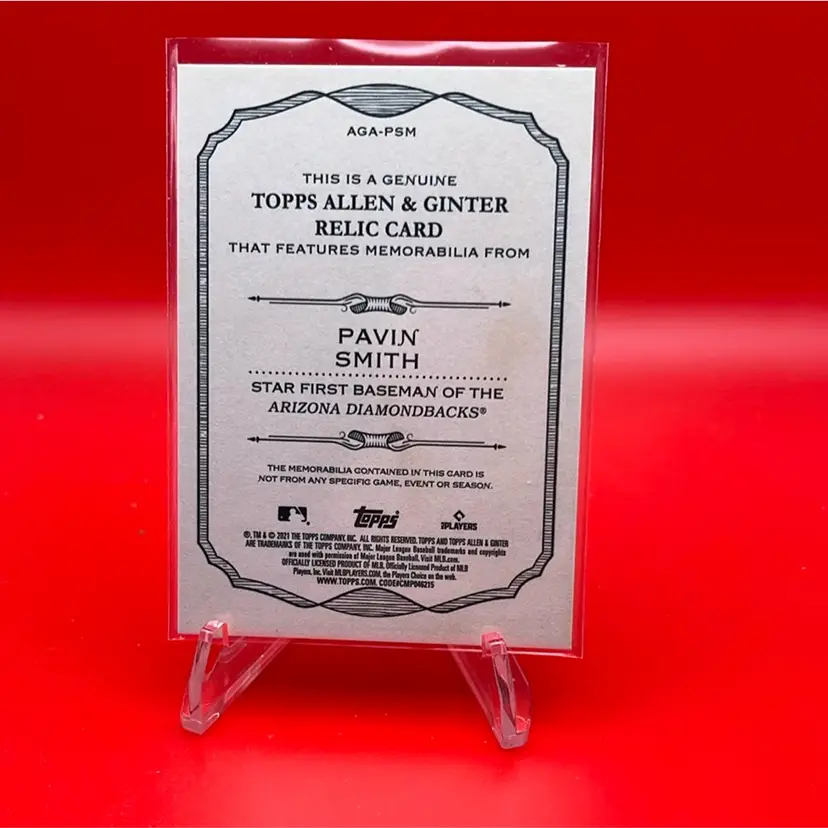 AGA-PSM
THIS IS A GENUINE
TOPPS ALLEN & GINTER
RELIC CARD
THAT FEATURES MEMORABILIA FROM
PAVIN
SMITH
STAR FIRST BASEMAN OF THE
ARIZONA DIAMONDBACKS®
THE MEMORABILIA CONTAINED IN THIS CARD IS
NOT FROM ANY SPECIFIC GAME, EVENT OR SEASON.
topps PLAYERS
®, TM & © 2021 THE TOPPS COMPANY, INC. ALL RIGHTS RESERVED. TOPPS AND TOPPS ALLEN & GINTER
ARE TRADEMARKS OF THE TOPPS COMPANY, INC. Major League Baseball trademarks and copyrights
are used with permission of Major League Baseball. Visit MLB.com.
OFFICIALLY LICENSED PRODUCT OF MLB. Officially Licensed Product of MLB
Players, Inc. Visit MLBPLAYERS.COM, the Players Choice on the web.
WWW.TOPPS.COM. CODE#CMP046215